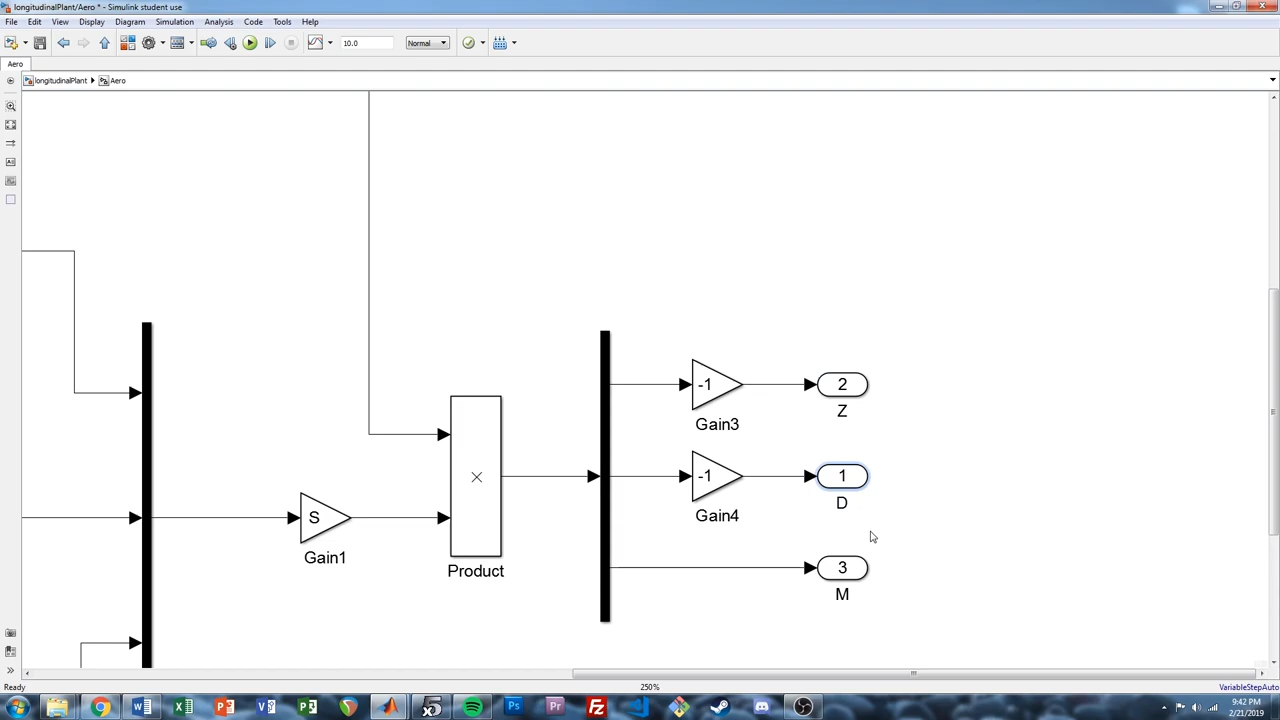 longitudinalPlant/Aero * - Simulink student use
File Edit View Display Diagram Simulation Analysis Code Tools Help
10.0 Normal
Aero
longitudinalPlant Aero
-1 2
Gain3 Z
-1 1
Gain4 D
S
Gain1
Product
3
M
Ready 250% VariableStepAuto
9:42 PM
2/21/2019